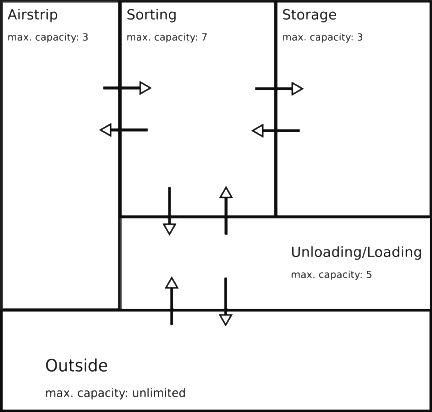 Airstrip
max. capacity: 3
Sorting
max. capacity: 7
Storage
max. capacity: 3
Unloading/Loading
max. capacity: 5
Outside
max. capacity: unlimited